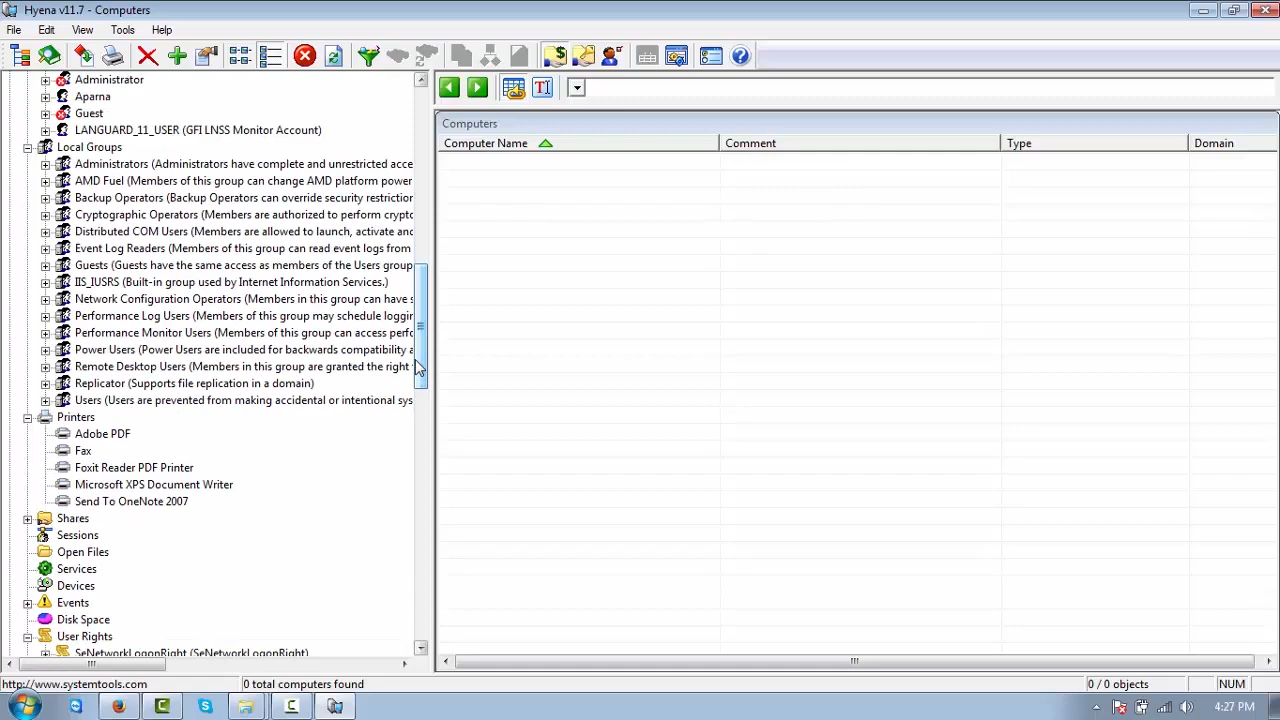 Hyena v11.7 - Computers
File Edit View Tools Help
Administrator
Aparna
Guest
LANGUARD_11_USER (GFI LNSS Monitor Account)
Local Groups
Administrators (Administrators have complete and unrestricted acce
AMD Fuel (Members of this group can change AMD platform power
Backup Operators (Backup Operators can override security restriction
Cryptographic Operators (Members are authorized to perform crypto
Distributed COM Users (Members are allowed to launch, activate and
Event Log Readers (Members of this group can read event logs from
Guests (Guests have the same access as members of the Users group
IIS_IUSRS (Built-in group used by Internet Information Services.)
Network Configuration Operators (Members in this group can have s
Performance Log Users (Members of this group may schedule loggin
Performance Monitor Users (Members of this group can access perfo
Power Users (Power Users are included for backwards compatibility a
Remote Desktop Users (Members in this group are granted the right
Replicator (Supports file replication in a domain)
Users (Users are prevented from making accidental or intentional sys
Printers
Adobe PDF
Fax
Foxit Reader PDF Printer
Microsoft XPS Document Writer
Send To OneNote 2007
Shares
Sessions
Open Files
Services
Devices
Events
Disk Space
User Rights
SeNetworkLogonRight (SeNetworkLogonRight)
Computers
Computer Name Comment Type Domain
http://www.systemtools.com 0 total computers found 0 / 0 objects NUM
4:27 PM